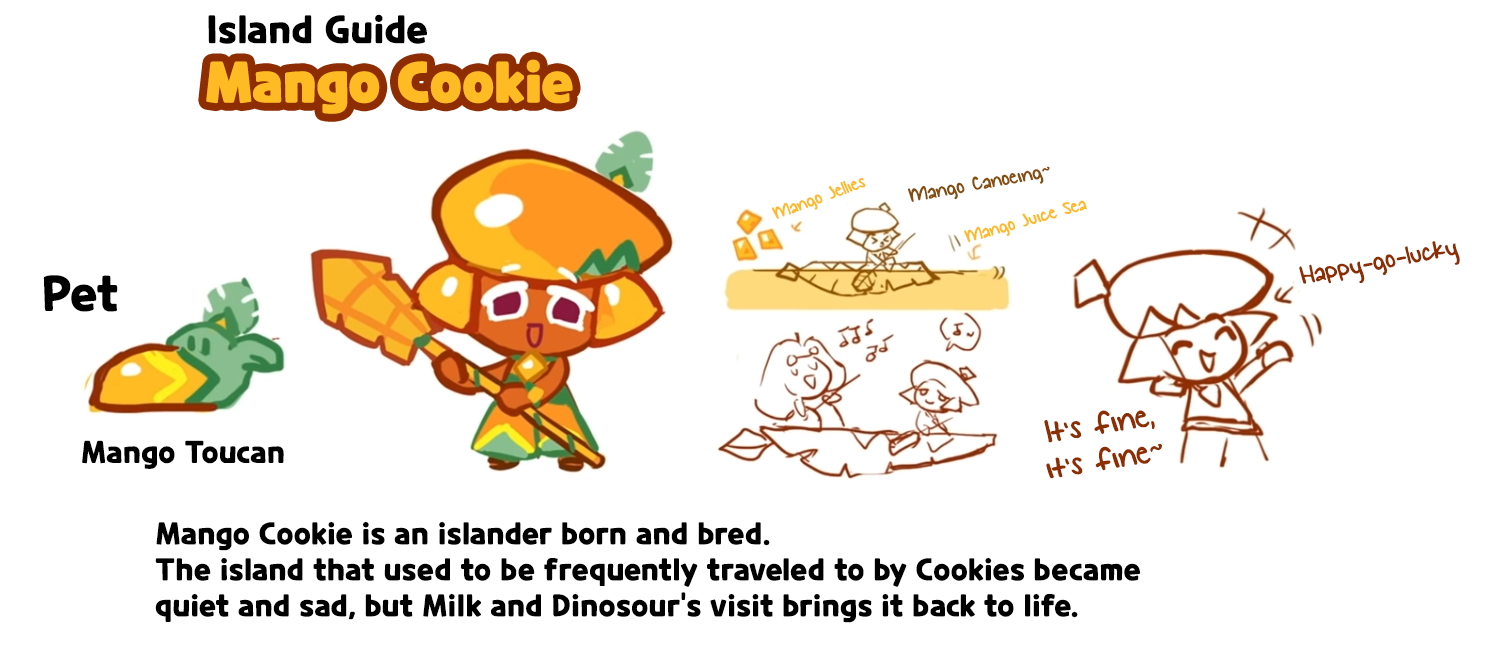 Island Guide
Mango Cookie
Mango Jellies
Mango Canoeing~
Mango Juice Sea
Pet
Happy-go-lucky
It's fine,
it's fine~
Mango Toucan
Mango Cookie is an islander born and bred.
The island that used to be frequently traveled to by Cookies became
quiet and sad, but Milk and Dinosour's visit brings it back to life.